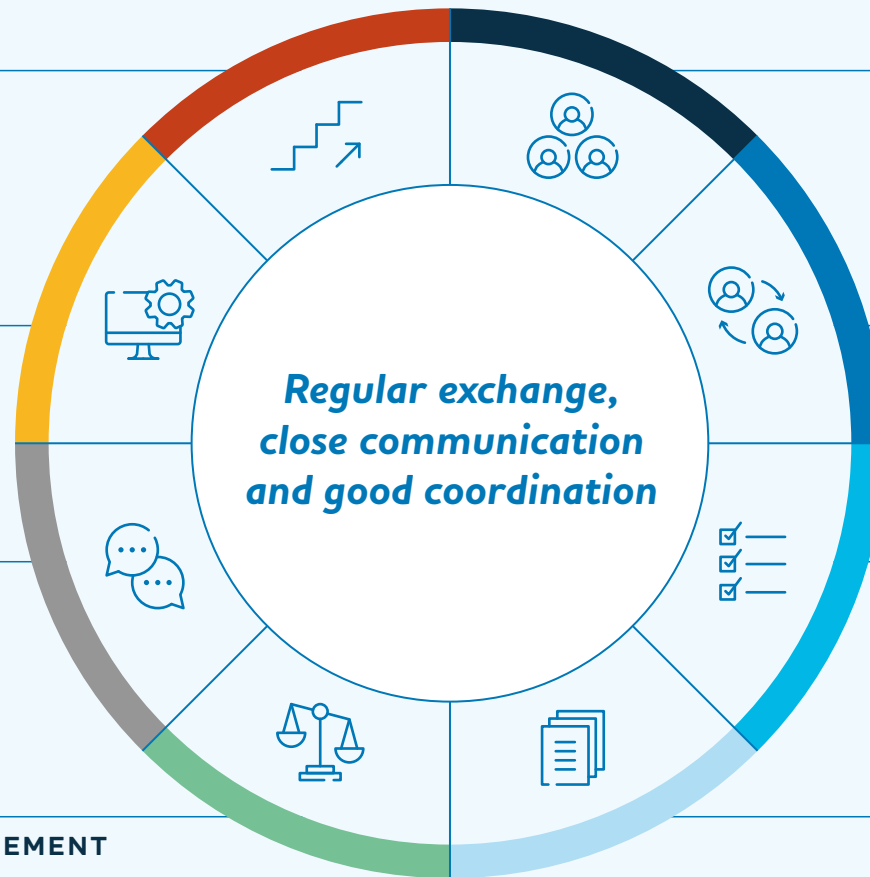 Regular exchange,
close communication
and good coordination
EMENT